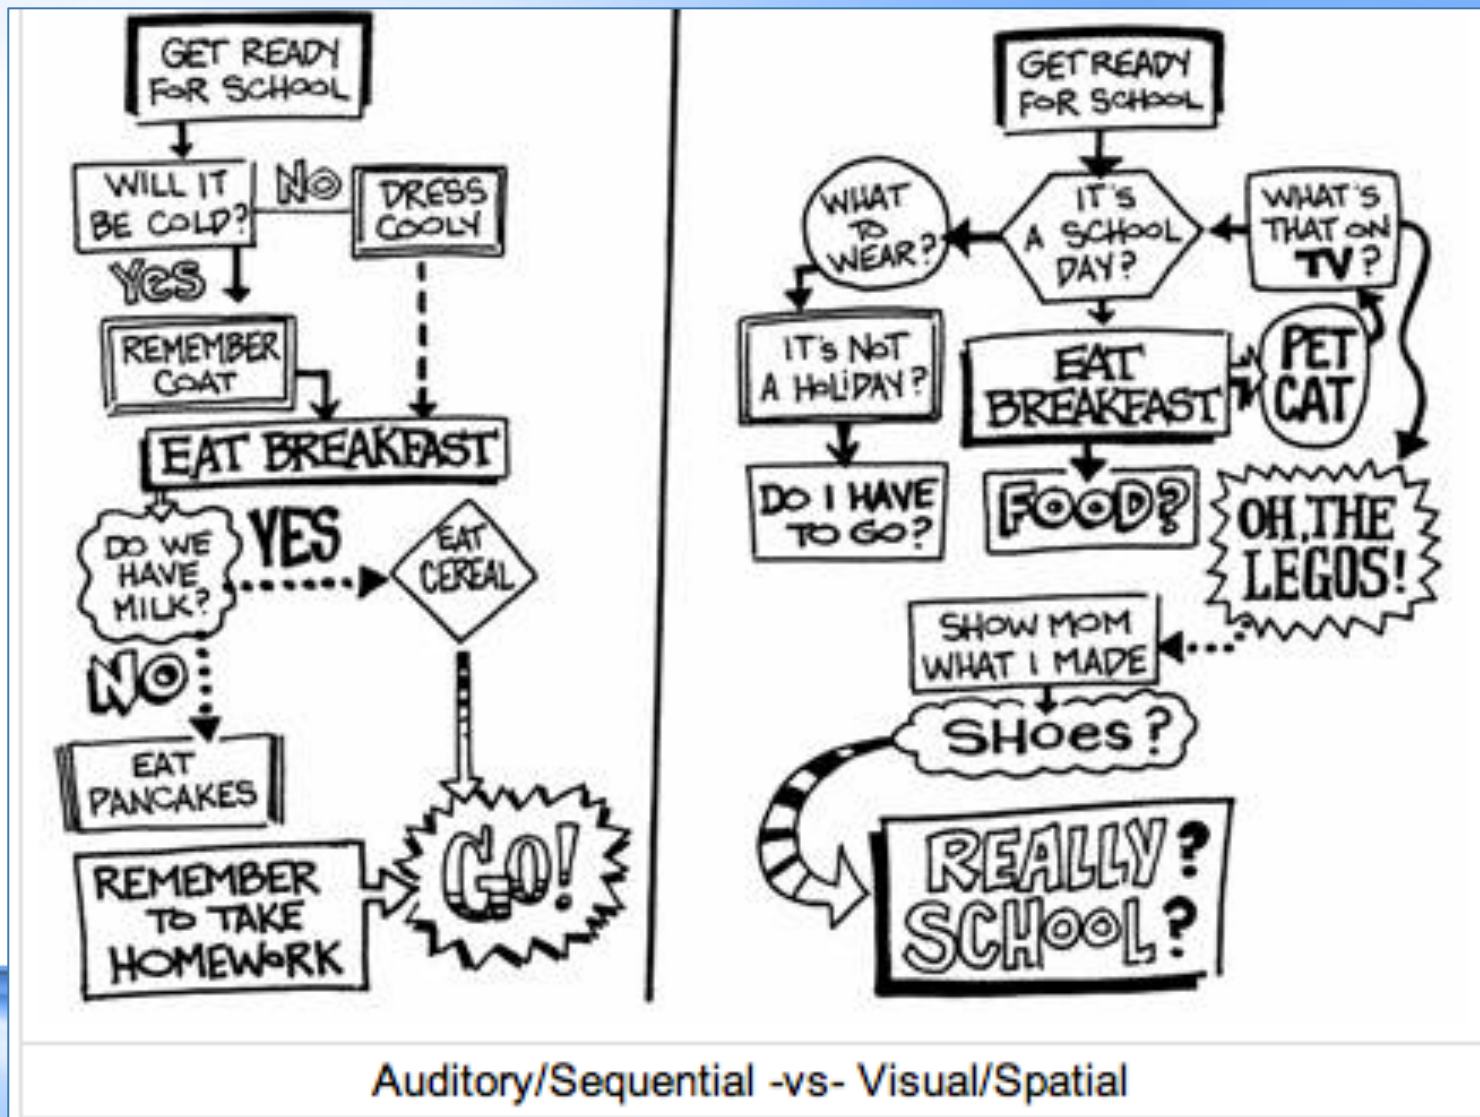 GET READY
FOR SCHOOL
WILL IT
BE COLD?
NO
DRESS
COOLY
YES
REMEMBER
COAT
EAT BREAKFAST
DO WE
HAVE
MILK?
YES
EAT
CEREAL
NO
EAT
PANCAKES
REMEMBER
TO TAKE
HOMEWORK
GO!
GET READY
FOR SCHOOL
IT'S
A SCHOOL
DAY?
WHAT
TO
WEAR?
WHAT'S
THAT ON
TV?
IT'S NOT
A HOLiDAY?
EAT
BREAKFAST
PET
CAT
DO I HAVE
TO GO?
FOOD?
OH, THE
LEGOS!
SHOW MOM
WHAT I MADE
SHoes?
REALLY?
SCHOOL?
Auditory/Sequential -vs- Visual/Spatial